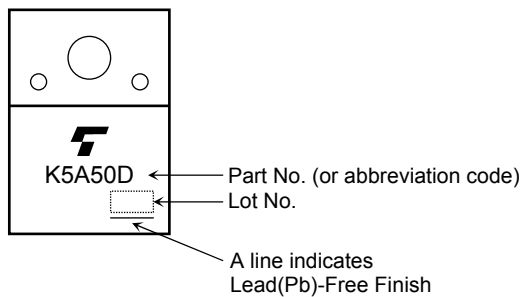 K5A50D
Part No. (or abbreviation code)
Lot No.
A line indicates
Lead(Pb)-Free Finish